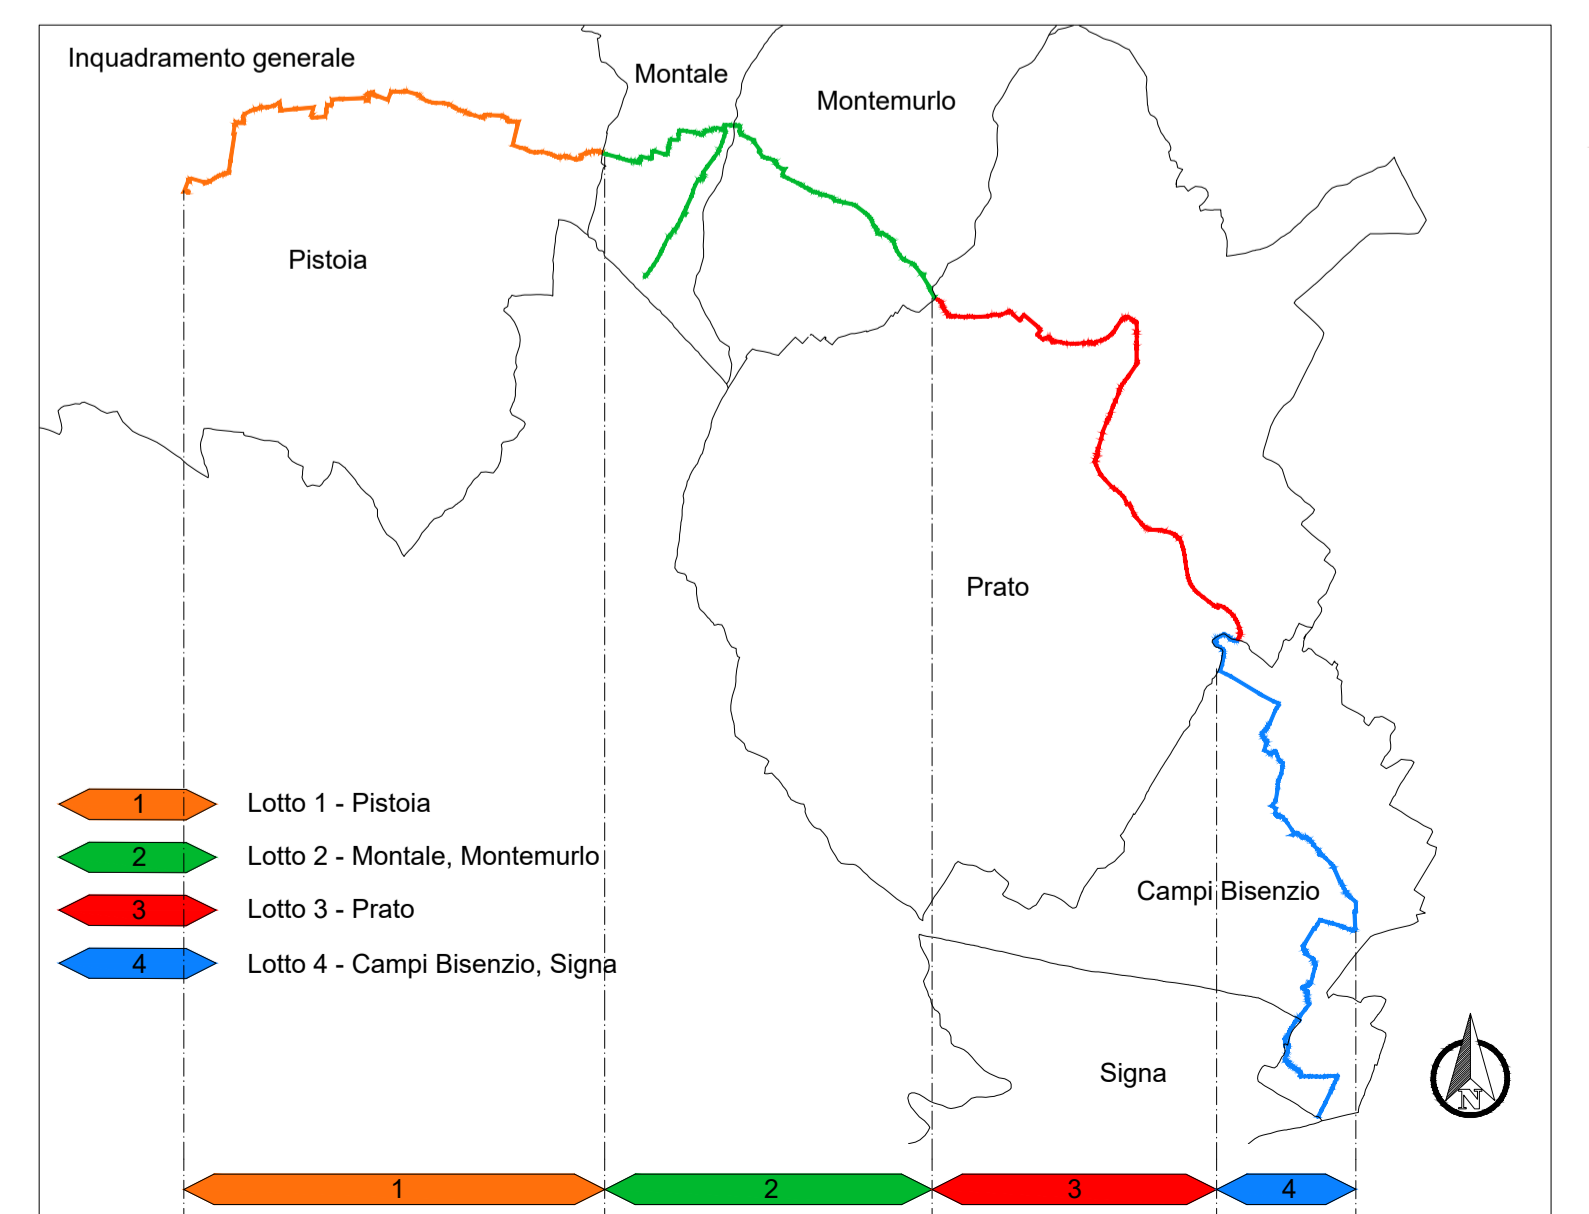 Inquadramento generale
Montale
Montemurlo
Pistoia
Prato
1 Lotto 1 - Pistoia
2 Lotto 2 - Montale, Montemurlo
3 Lotto 3 - Prato
4 Lotto 4 - Campi Bisenzio, Signa
Campi Bisenzio
Signa
N
1 2 3 4